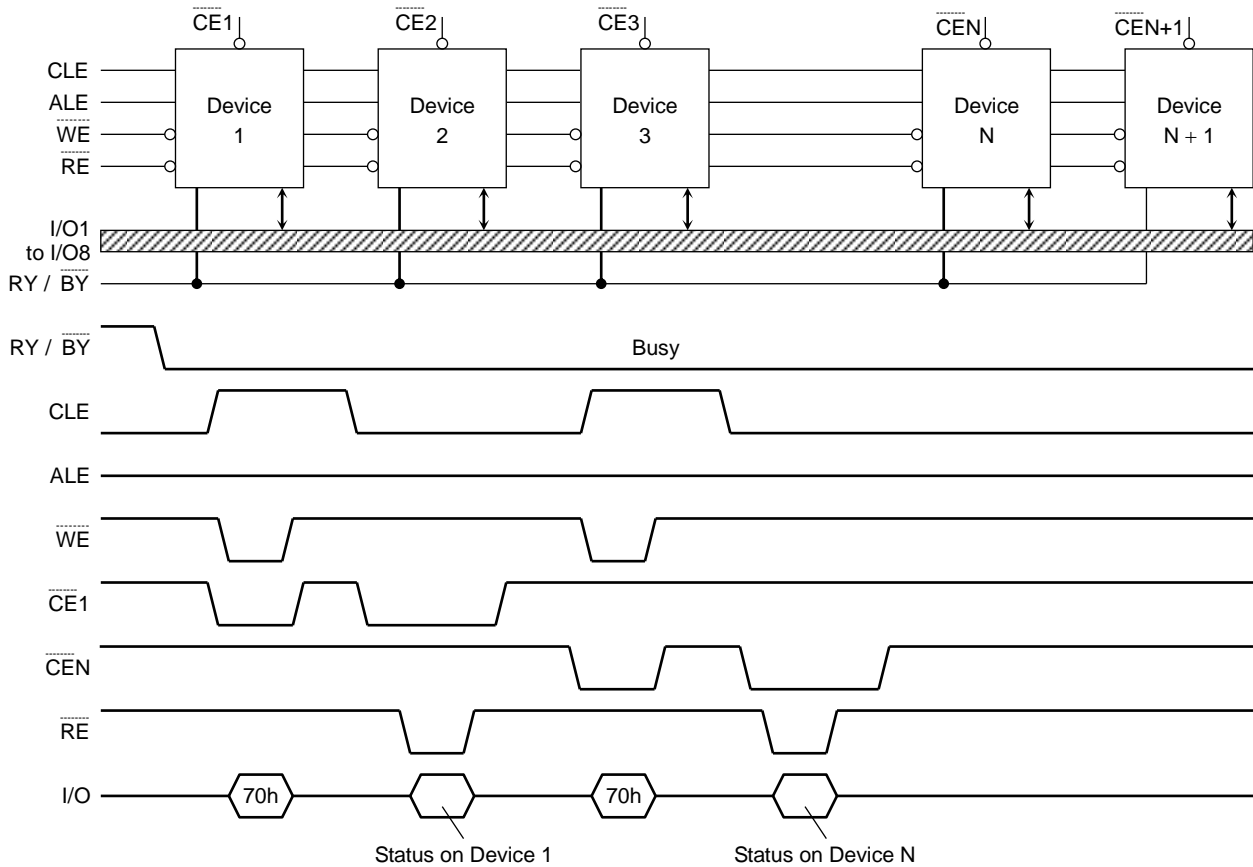 CE1 CE2 CE3 CEN CEN+1
CLE
ALE
WE
RE
Device
1
Device
2
Device
3
Device
N
Device
N + 1
I/O1
to I/O8
RY / BY
RY / BY
Busy
CLE
ALE
WE
CE1
CEN
RE
I/O
70h
70h
Status on Device 1
Status on Device N